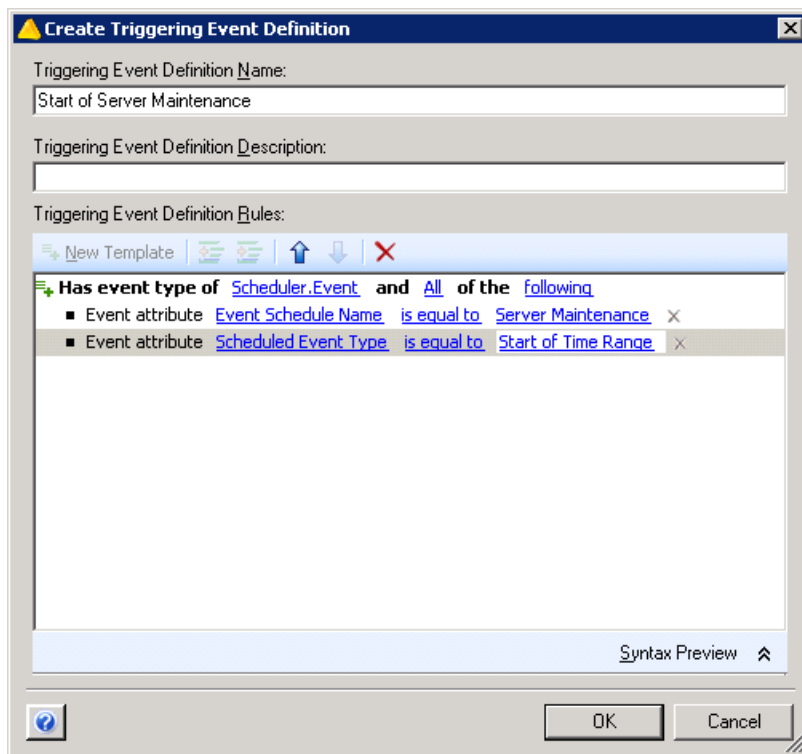 Create Triggering Event Definition
Triggering Event Definition Name:
Start of Server Maintenance
Triggering Event Definition Description:
Triggering Event Definition Rules:
New Template
Has event type of Scheduler.Event and All of the following
Event attribute Event Schedule Name is equal to Server Maintenance
Event attribute Scheduled Event Type is equal to Start of Time Range
Syntax Preview
OK Cancel